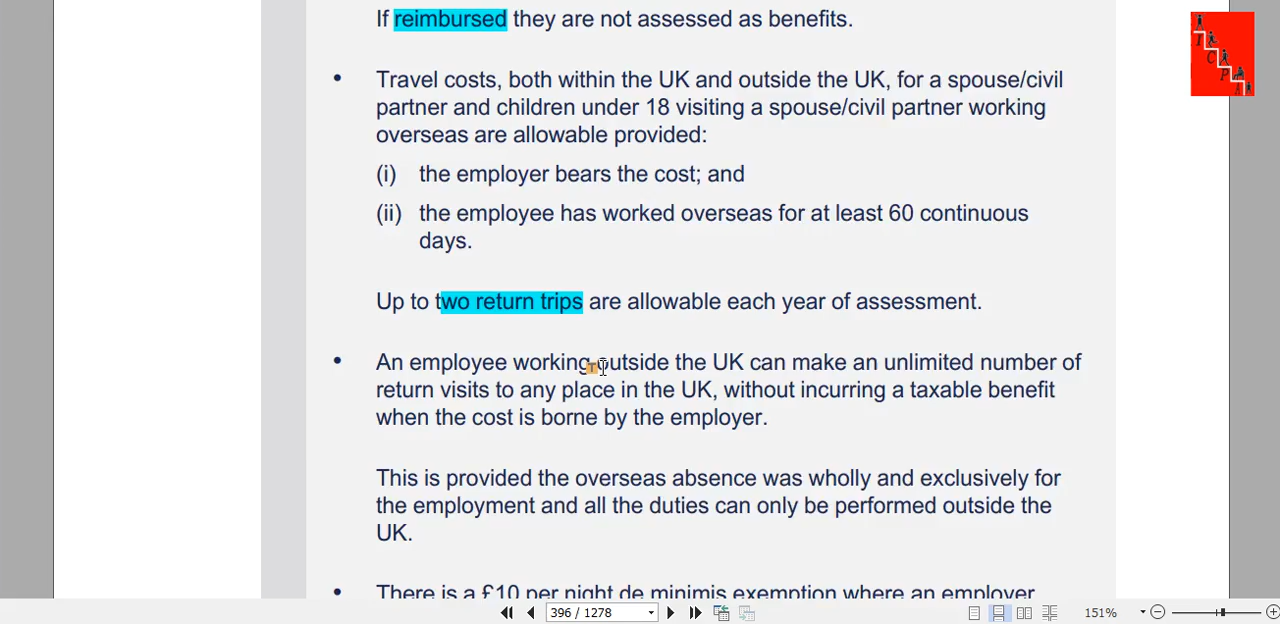 If reimbursed they are not assessed as benefits.
• Travel costs, both within the UK and outside the UK, for a spouse/civil
partner and children under 18 visiting a spouse/civil partner working
overseas are allowable provided:
(i) the employer bears the cost; and
(ii) the employee has worked overseas for at least 60 continuous
days.
Up to two return trips are allowable each year of assessment.
• An employee working outside the UK can make an unlimited number of
return visits to any place in the UK, without incurring a taxable benefit
when the cost is borne by the employer.
This is provided the overseas absence was wholly and exclusively for
the employment and all the duties can only be performed outside the
UK.
• There is a £10 per night de minimis exemption where an employer
396 / 1278
151%
T
C
P
A